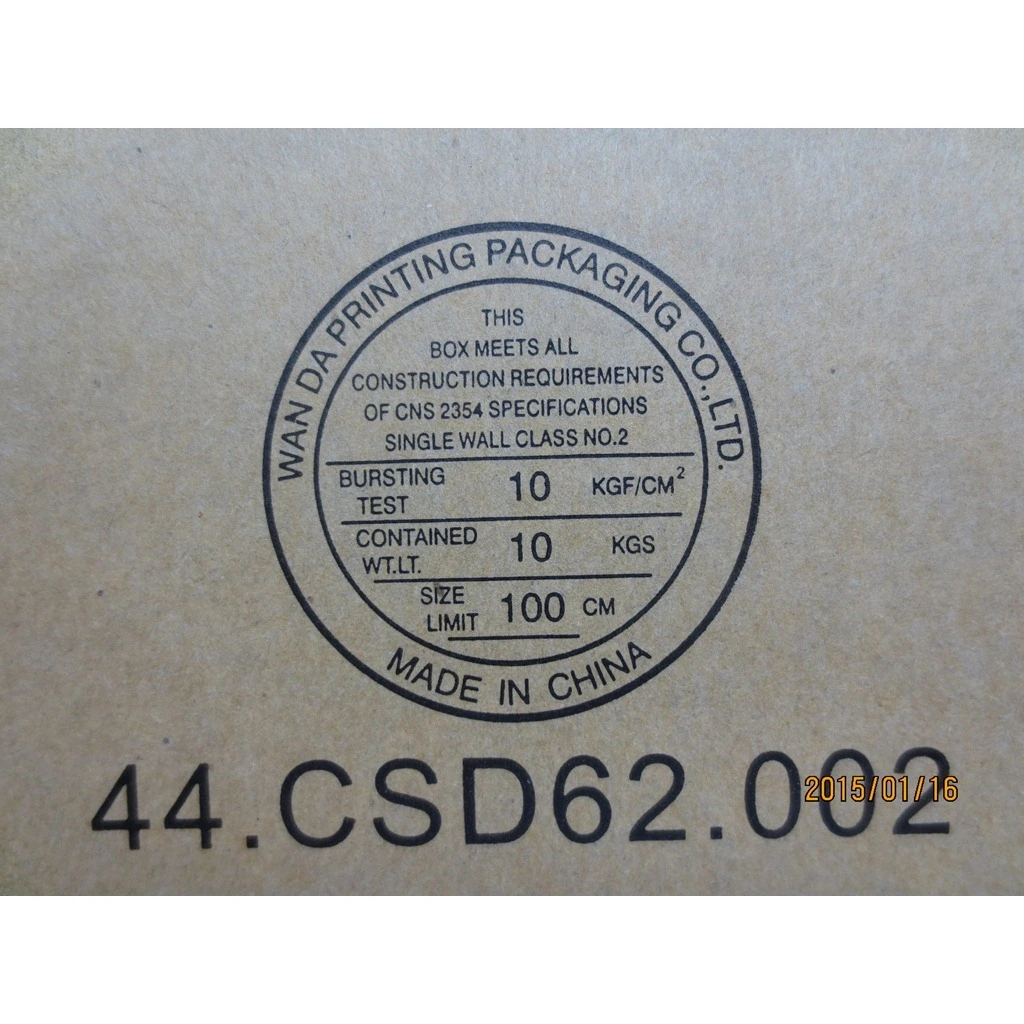 WAN DA PRINTING PACKAGING CO.,LTD.
THIS
BOX MEETS ALL
CONSTRUCTION REQUIREMENTS
OF CNS 2354 SPECIFICATIONS
SINGLE WALL CLASS NO.2
BURSTING TEST 10 KGF/CM²
CONTAINED WT.LT. 10 KGS
SIZE LIMIT 100 CM
MADE IN CHINA
44.CSD62.002
2015/01/16